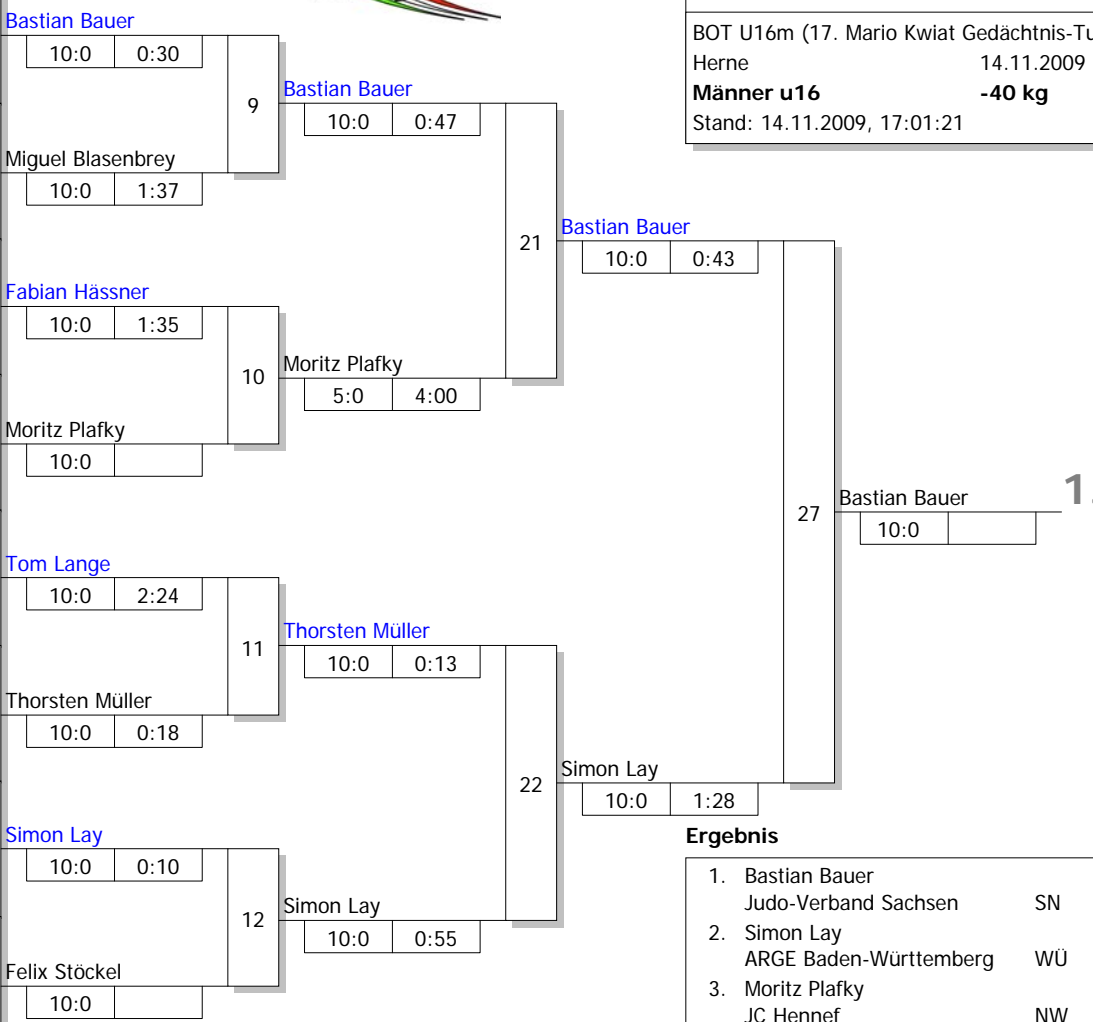 Bastian Bauer
10:0 0:30
BOT U16m (17. Mario Kwiat Gedächtnis-Tu
Herne 14.11.2009
Männer u16 -40 kg
Stand: 14.11.2009, 17:01:21
9
Bastian Bauer
10:0 0:47
Miguel Blasenbrey
10:0 1:37
21
Bastian Bauer
10:0 0:43
Fabian Hässner
10:0 1:35
10
Moritz Plafky
5:0 4:00
Moritz Plafky
10:0
27
Bastian Bauer
10:0
1.
Tom Lange
10:0 2:24
11
Thorsten Müller
10:0 0:13
Thorsten Müller
10:0 0:18
22
Simon Lay
10:0 1:28
Simon Lay
10:0 0:10
12
Simon Lay
10:0 0:55
Felix Stöckel
10:0
Ergebnis
1. Bastian Bauer
Judo-Verband Sachsen SN
2. Simon Lay
ARGE Baden-Württemberg WÜ
3. Moritz Plafky
JC Hennef NW